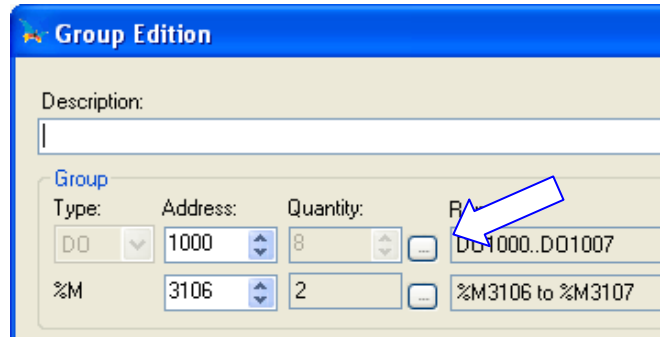 Group Edition
Description:
Group
Type: Address: Quantity:
DO 1000 8 ... DO1000..DO1007
%M 3106 2 ... %M3106 to %M3107